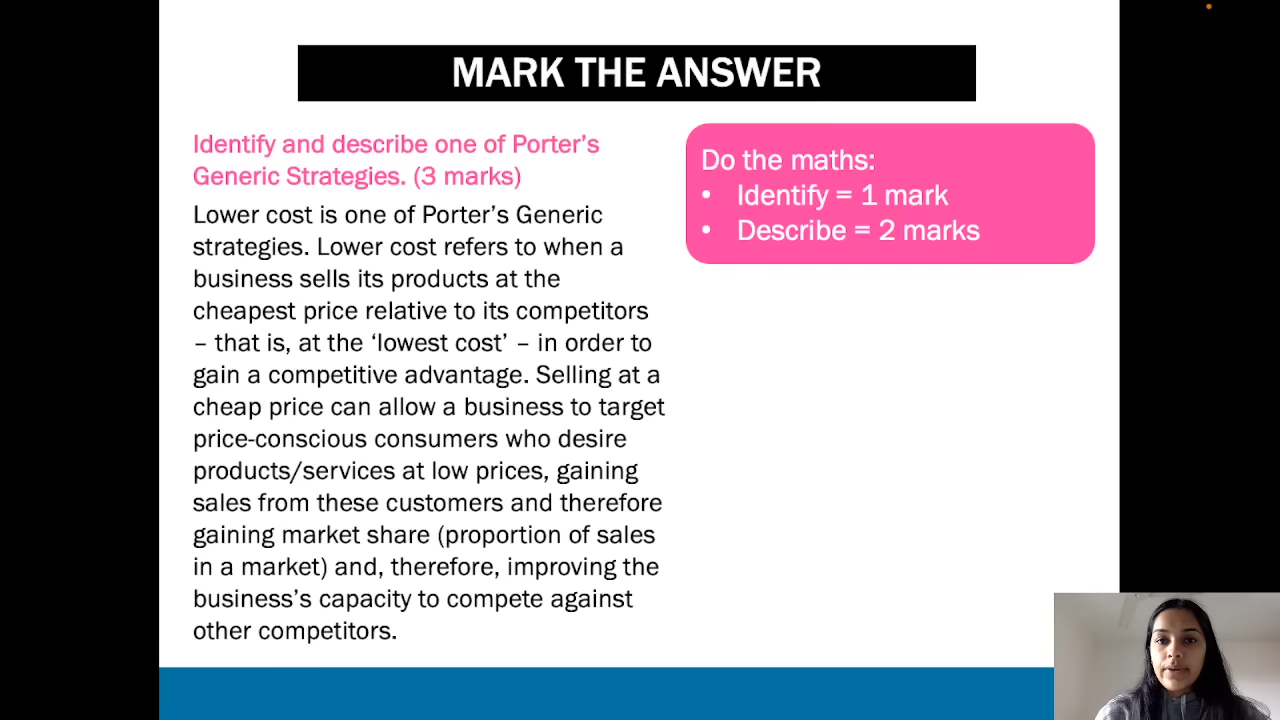 MARK THE ANSWER
Identify and describe one of Porter’s
Generic Strategies. (3 marks)
Lower cost is one of Porter’s Generic
strategies. Lower cost refers to when a
business sells its products at the
cheapest price relative to its competitors
– that is, at the ‘lowest cost’ – in order to
gain a competitive advantage. Selling at a
cheap price can allow a business to target
price-conscious consumers who desire
products/services at low prices, gaining
sales from these customers and therefore
gaining market share (proportion of sales
in a market) and, therefore, improving the
business’s capacity to compete against
other competitors.
Do the maths:
• Identify = 1 mark
• Describe = 2 marks